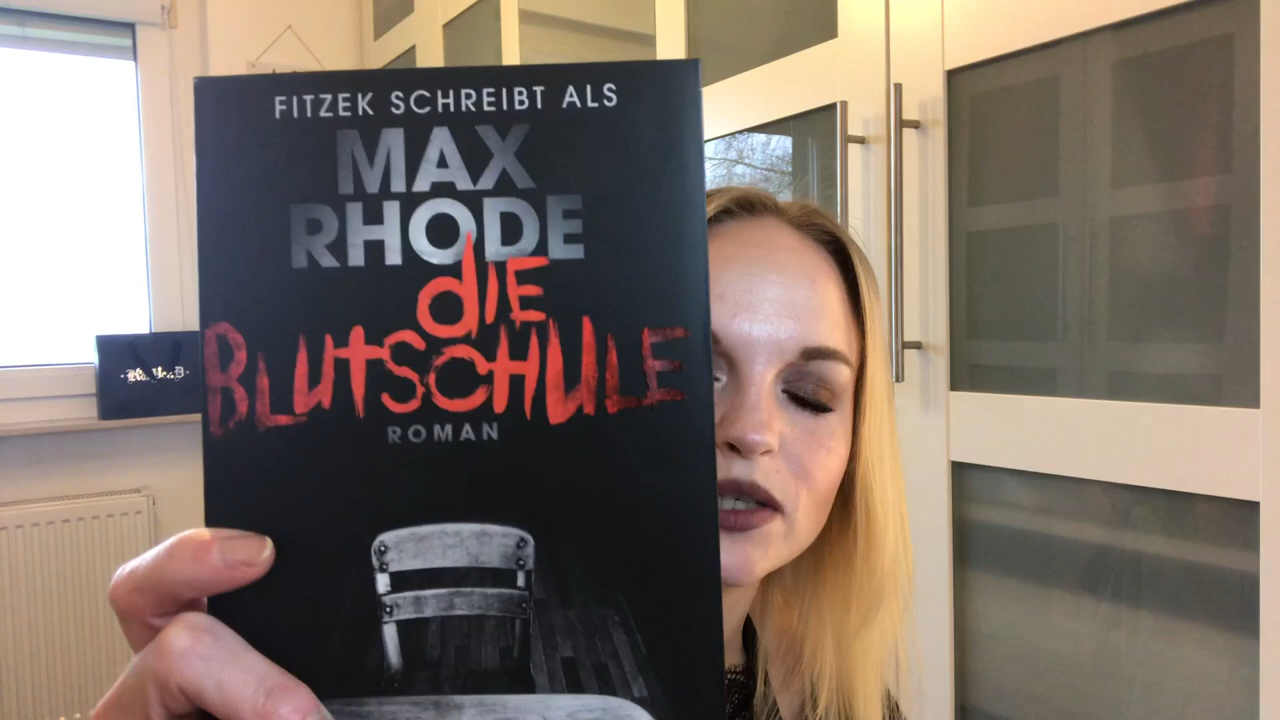 FITZEK SCHREIBT ALS
MAX
RHODE
dIE
BLUtSCHULE
ROMAN